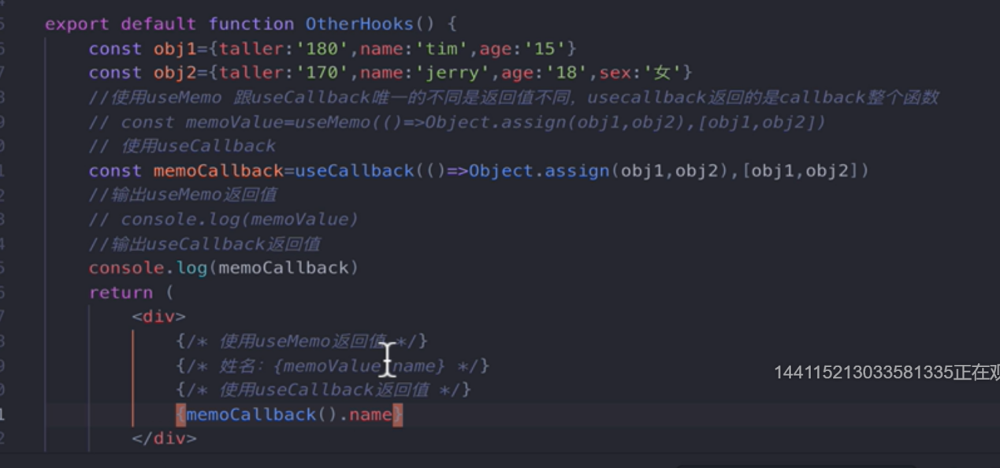 export default function OtherHooks() {
const obj1={taller:'180',name:'tim',age:'15'}
const obj2={taller:'170',name:'jerry',age:'18',sex:'女'}
//使用useMemo 跟useCallback唯一的不同是返回值不同，usecallback返回的是callback整个函数
// const memoValue=useMemo(()=>Object.assign(obj1,obj2),[obj1,obj2])
// 使用useCallback
const memoCallback=useCallback(()=>Object.assign(obj1,obj2),[obj1,obj2])
//输出useMemo返回值
// console.log(memoValue)
//输出useCallback返回值
console.log(memoCallback)
return (
<div>
{/* 使用useMemo返回值 */}
{/* 姓名：{memoValue.name} */}
144115213033581335正在观
{/* 使用useCallback返回值 */}
{memoCallback().name}
</div>